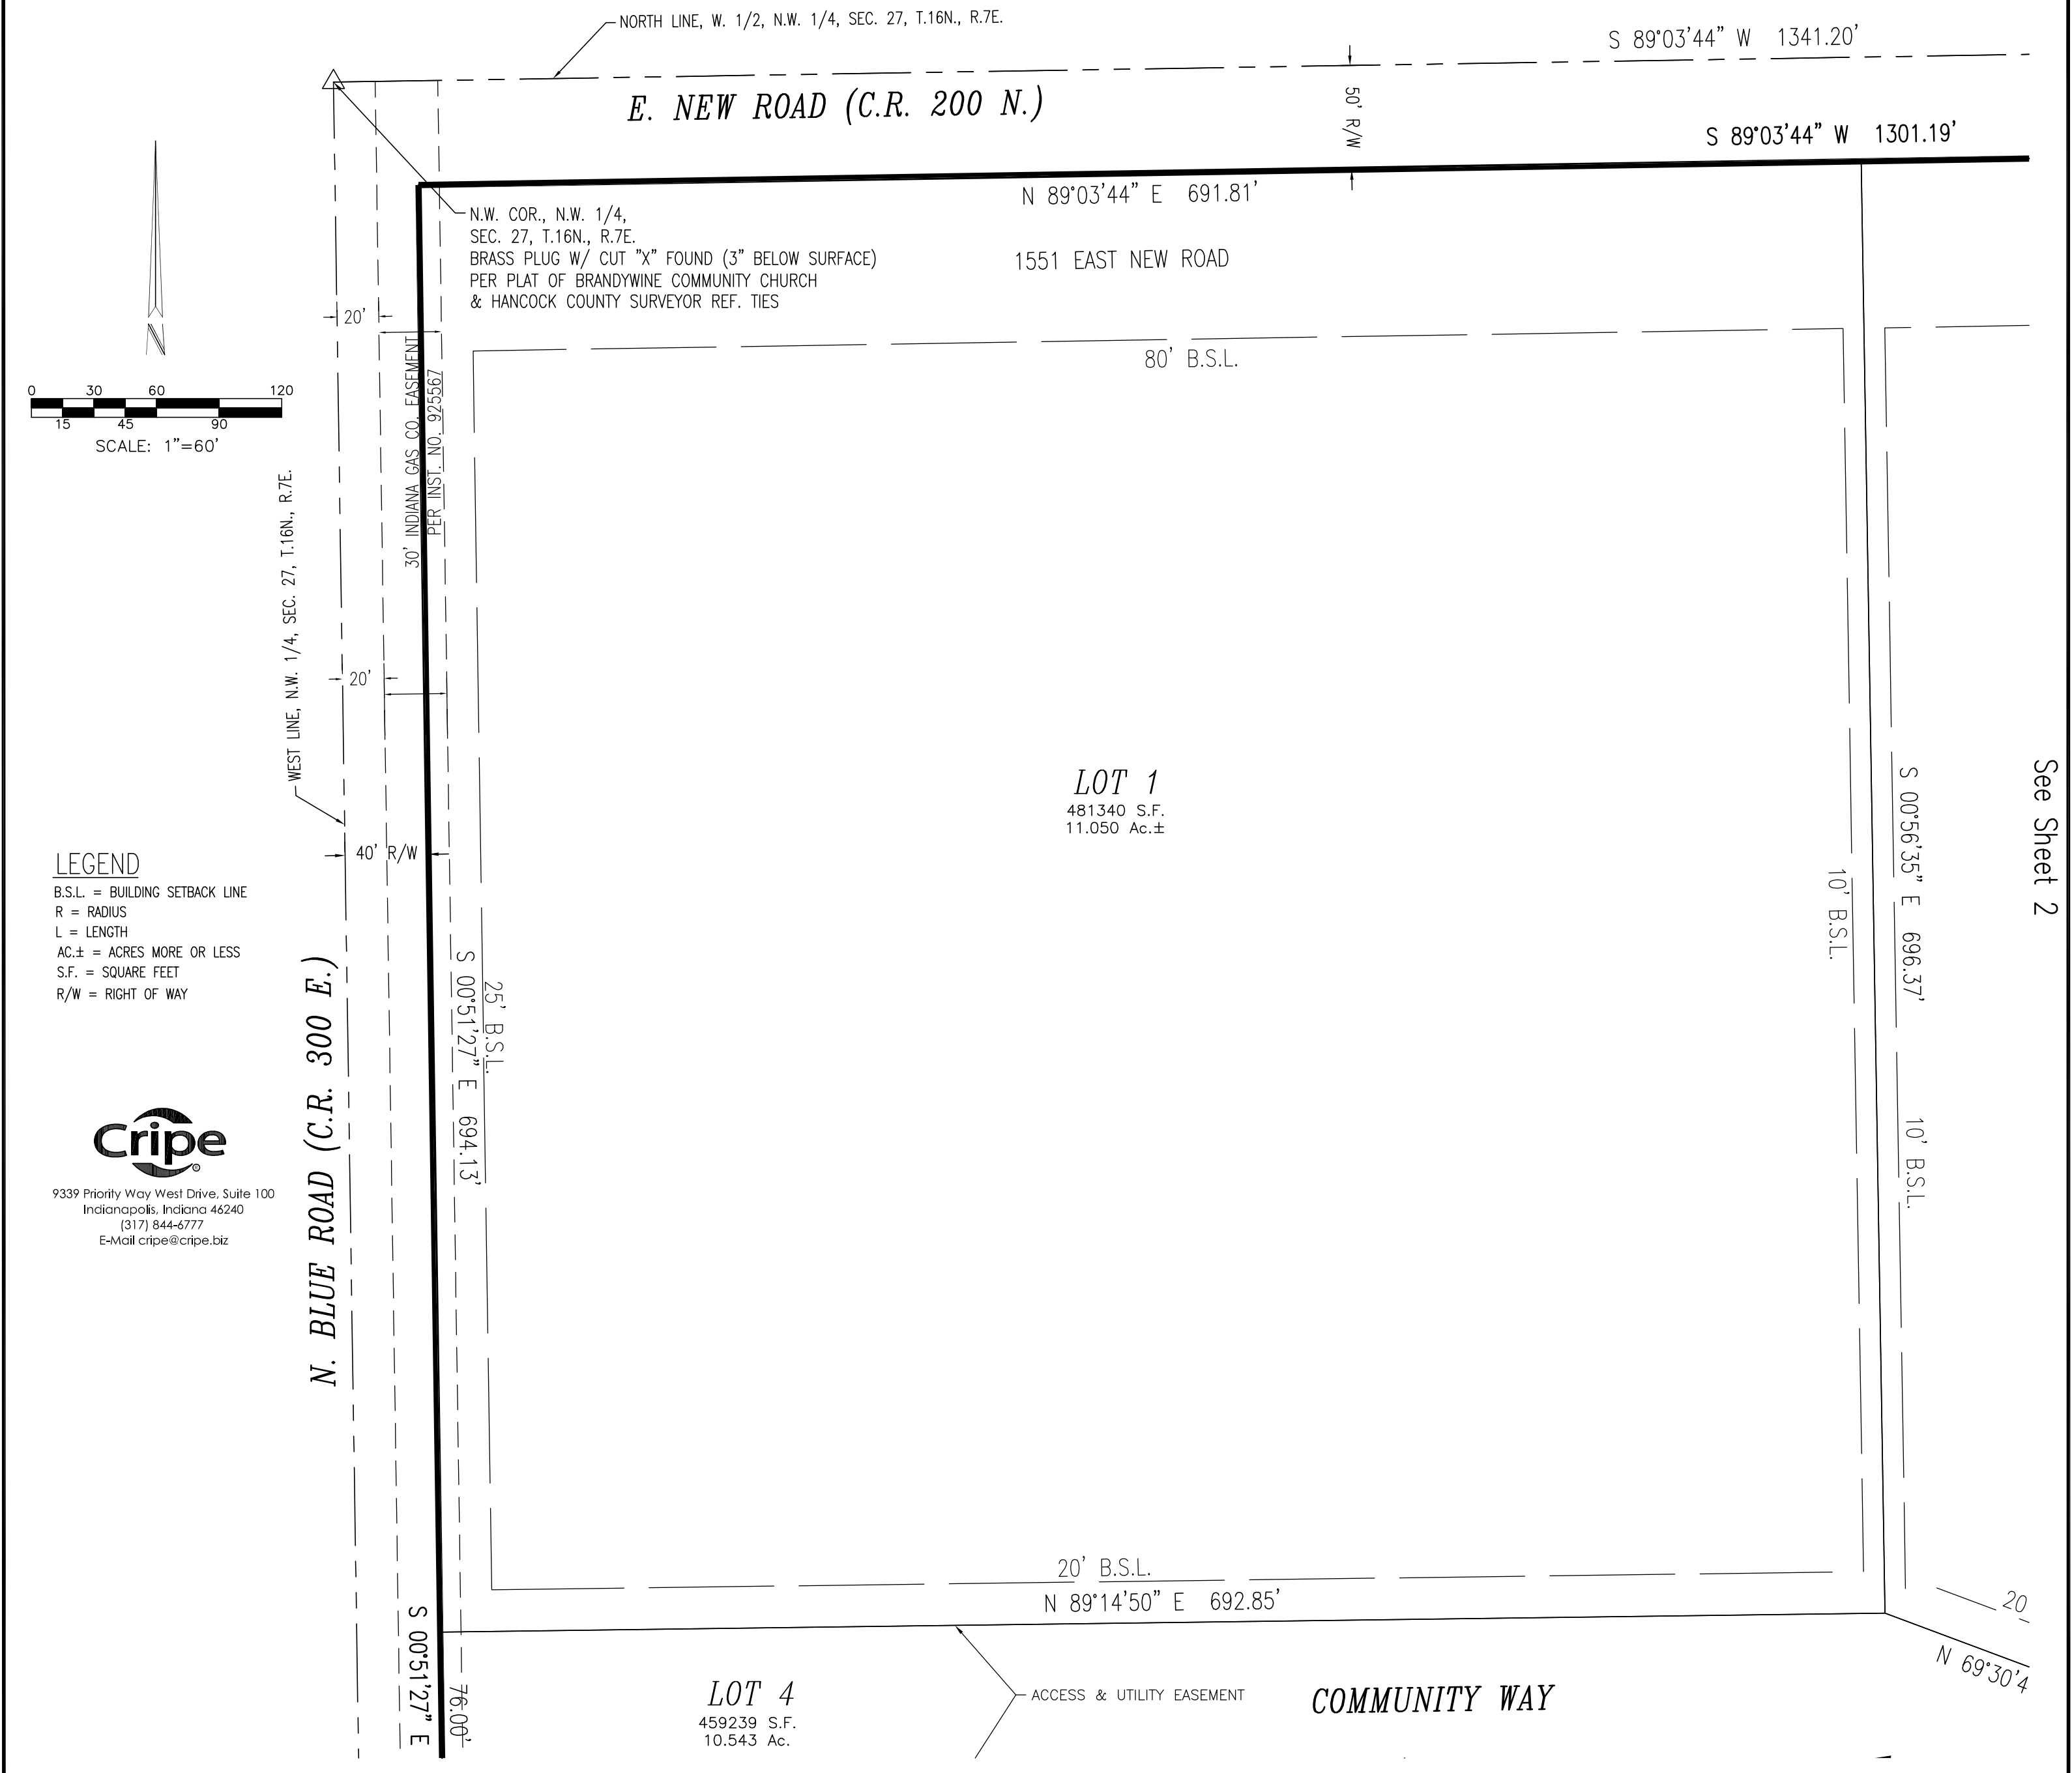 NORTH LINE, W. 1/2, N.W. 1/4, SEC. 27, T.16N., R.7E.
S 89°03'44" W 1341.20'
E. NEW ROAD (C.R. 200 N.)
50' R/W
S 89°03'44" W 1301.19'
N 89°03'44" E 691.81'
N.W. COR., N.W. 1/4,
SEC. 27, T.16N., R.7E.
BRASS PLUG W/ CUT "X" FOUND (3" BELOW SURFACE)
PER PLAT OF BRANDYWINE COMMUNITY CHURCH
& HANCOCK COUNTY SURVEYOR REF. TIES
1551 EAST NEW ROAD
N
20'
30' INDIANA GAS CO. EASEMENT
PER INST. NO. 925567
80' B.S.L.
0 30 60 120
15 45 90
SCALE: 1"=60'
WEST LINE, N.W. 1/4, SEC. 27, T.16N., R.7E.
20'
LOT 1
481340 S.F.
11.050 Ac.±
40' R/W
S 00°56'35" E 696.37'
10' B.S.L.
10' B.S.L.
See Sheet 2
LEGEND
B.S.L. = BUILDING SETBACK LINE
R = RADIUS
L = LENGTH
AC.± = ACRES MORE OR LESS
S.F. = SQUARE FEET
R/W = RIGHT OF WAY
N. BLUE ROAD (C.R. 300 E.)
S 00°51'27" E 694.13'
25' B.S.L.
Cripe®
9339 Priority Way West Drive, Suite 100
Indianapolis, Indiana 46240
(317) 844-6777
E-Mail cripe@cripe.biz
20' B.S.L.
N 89°14'50" E 692.85'
20
N 69°30'4
S 00°51'27" E
76.00'
LOT 4
459239 S.F.
10.543 Ac.
ACCESS & UTILITY EASEMENT
COMMUNITY WAY